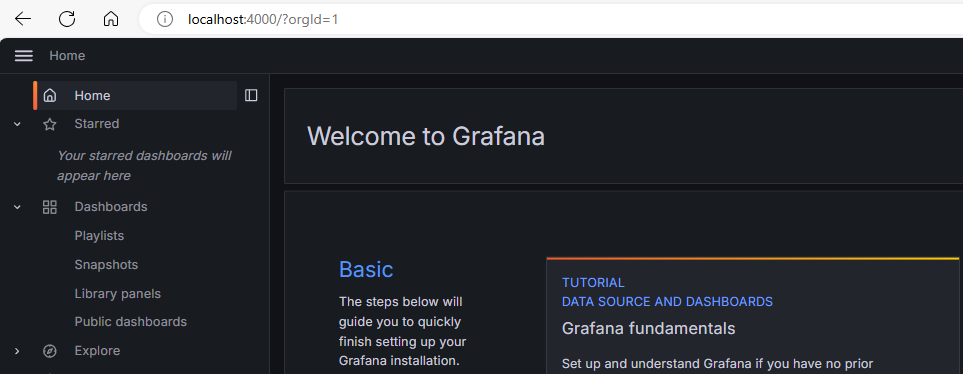 localhost:4000/?orgId=1
Home
Home
Starred
Your starred dashboards will
appear here
Dashboards
Playlists
Snapshots
Library panels
Public dashboards
Explore
Welcome to Grafana
Basic
The steps below will
guide you to quickly
finish setting up your
Grafana installation.
TUTORIAL
DATA SOURCE AND DASHBOARDS
Grafana fundamentals
Set up and understand Grafana if you have no prior